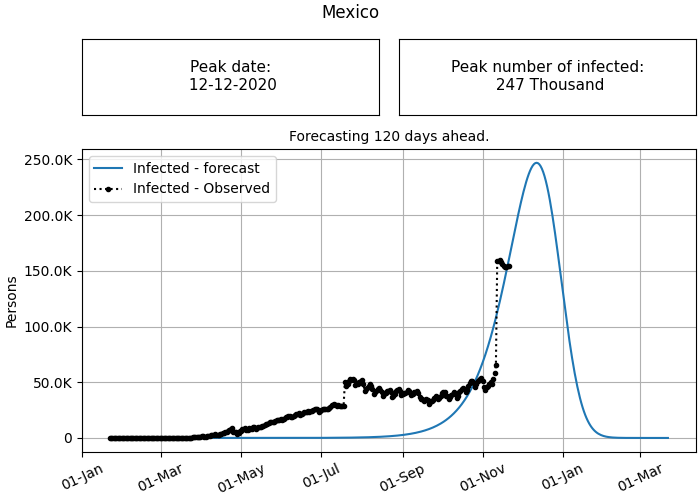 Mexico
Peak date:
12-12-2020
Peak number of infected:
247 Thousand
Forecasting 120 days ahead.
Infected - forecast
Infected - Observed
250.0K
200.0K
150.0K
100.0K
50.0K
0
Persons
01-Jan
01-Mar
01-May
01-Jul
01-Sep
01-Nov
01-Jan
01-Mar